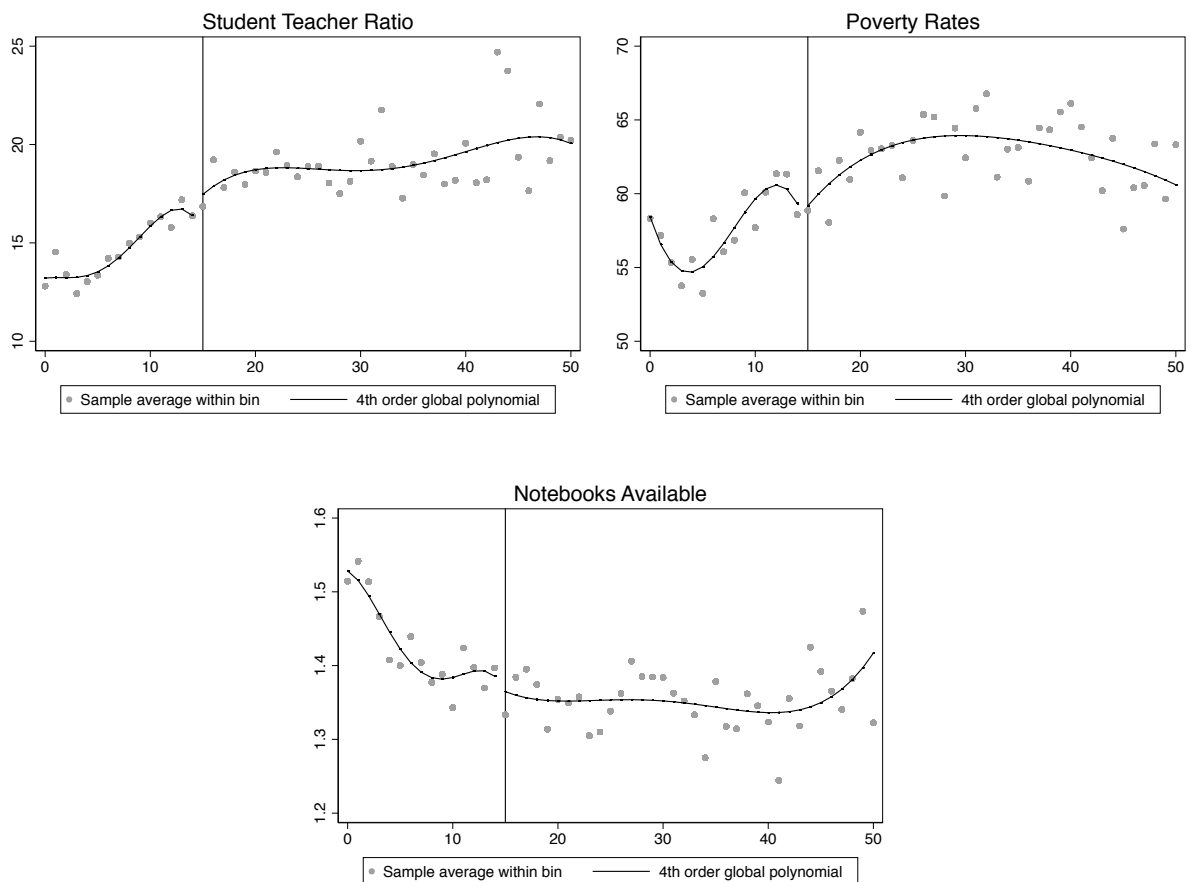 Student Teacher Ratio
25
20
15
10
0 10 20 30 40 50
Sample average within bin 4th order global polynomial
Poverty Rates
70
65
60
55
50
0 10 20 30 40 50
Sample average within bin 4th order global polynomial
Notebooks Available
1.6
1.5
1.4
1.3
1.2
0 10 20 30 40 50
Sample average within bin 4th order global polynomial